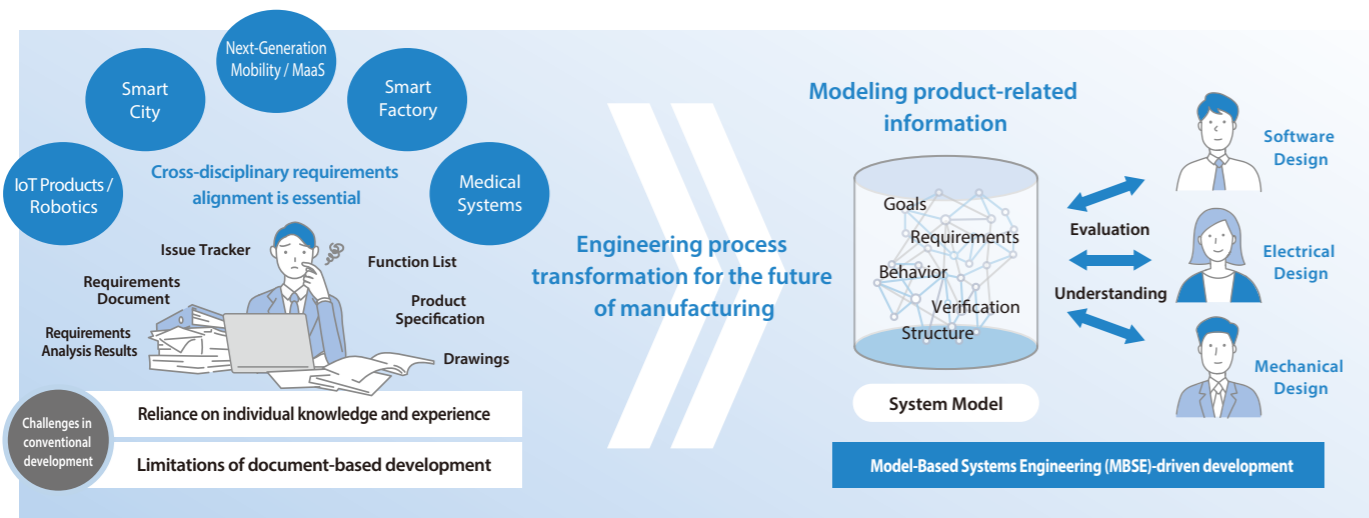 Next-Generation
Mobility / MaaS
Smart
City
Smart
Factory
IoT Products /
Robotics
Medical
Systems
Cross-disciplinary requirements
alignment is essential
Issue Tracker
Function List
Requirements
Document
Product
Specification
Requirements
Analysis Results
Drawings
Challenges in
conventional
development
Reliance on individual knowledge and experience
Limitations of document-based development
Engineering process
transformation for the future
of manufacturing
Modeling product-related
information
Goals
Requirements
Behavior
Verification
Structure
System Model
Evaluation
Understanding
Software
Design
Electrical
Design
Mechanical
Design
Model-Based Systems Engineering (MBSE)-driven development